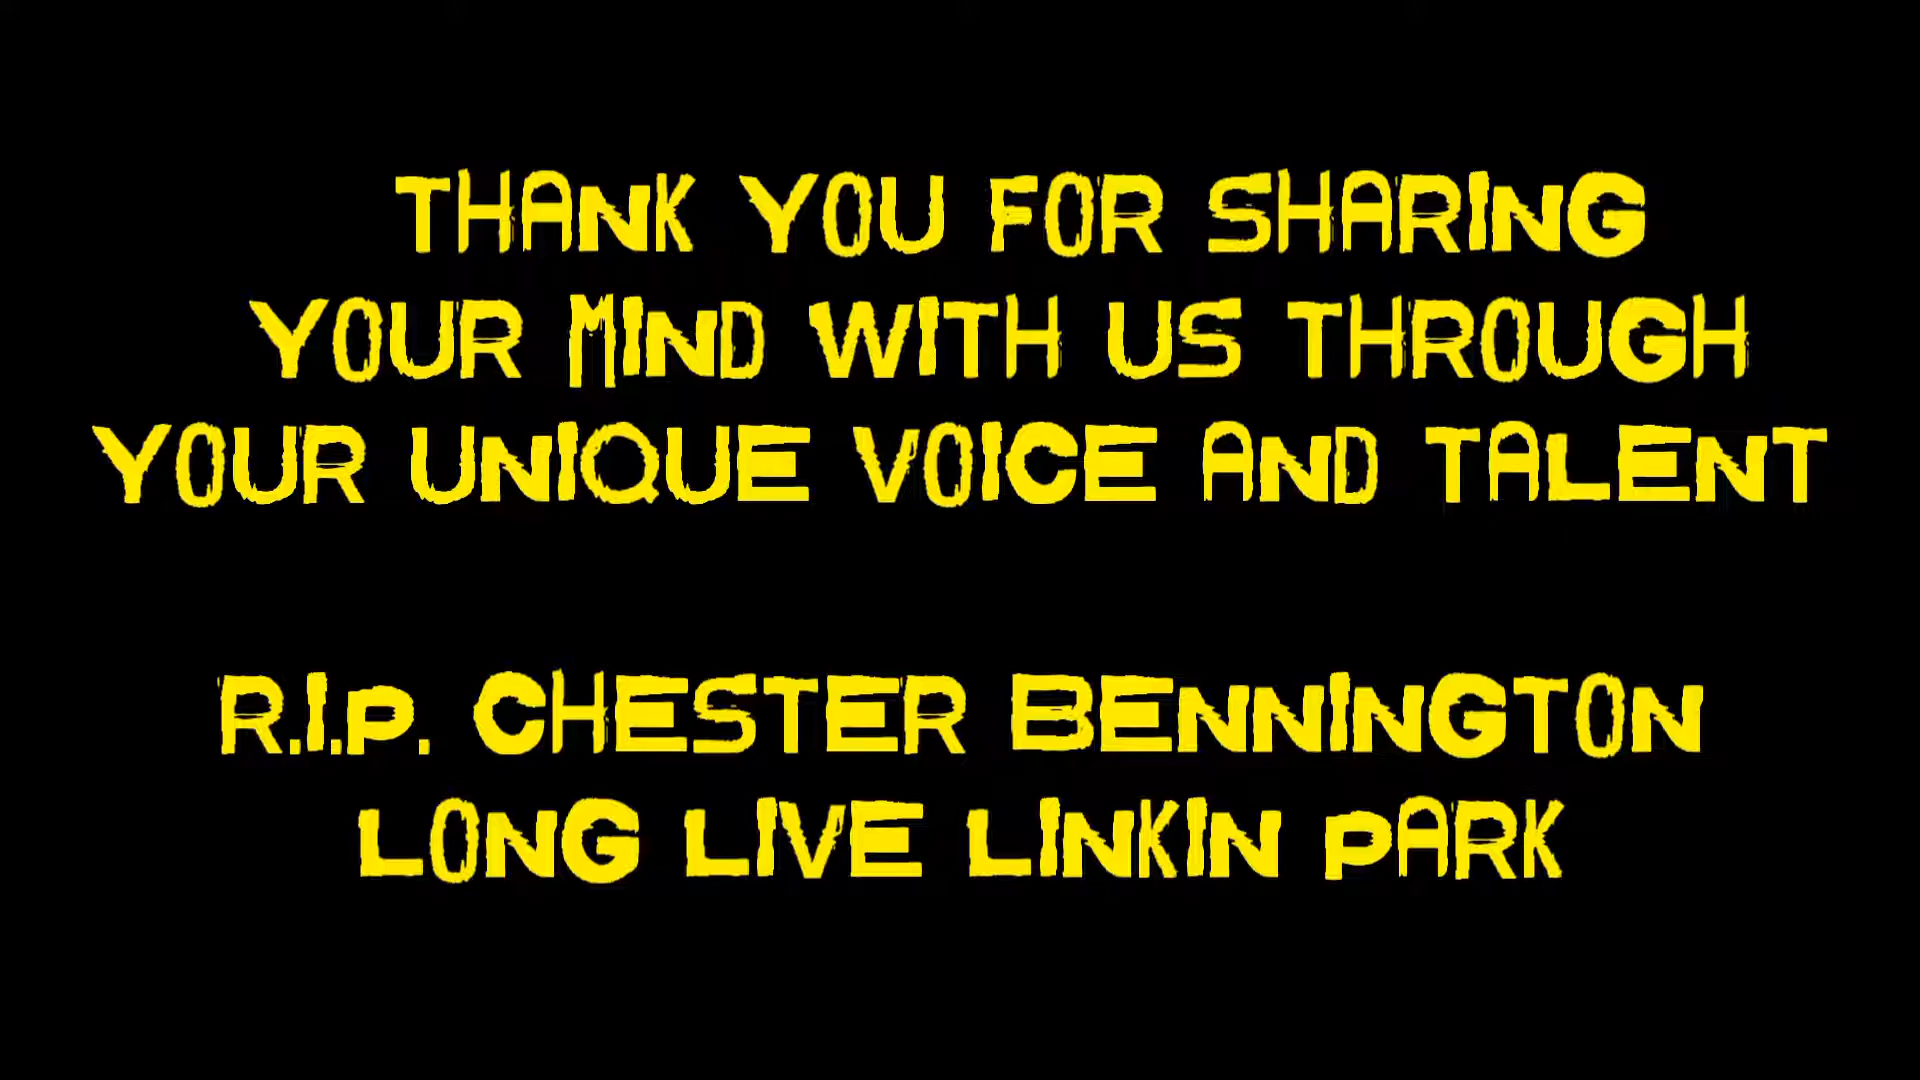 THANK YOU FOR SHARING
YOUR MIND WITH US THROUGH
YOUR UNIQUE VOICE AND TALENT
R.I.P. CHESTER BENNINGTON
LONG LIVE LINKIN PARK